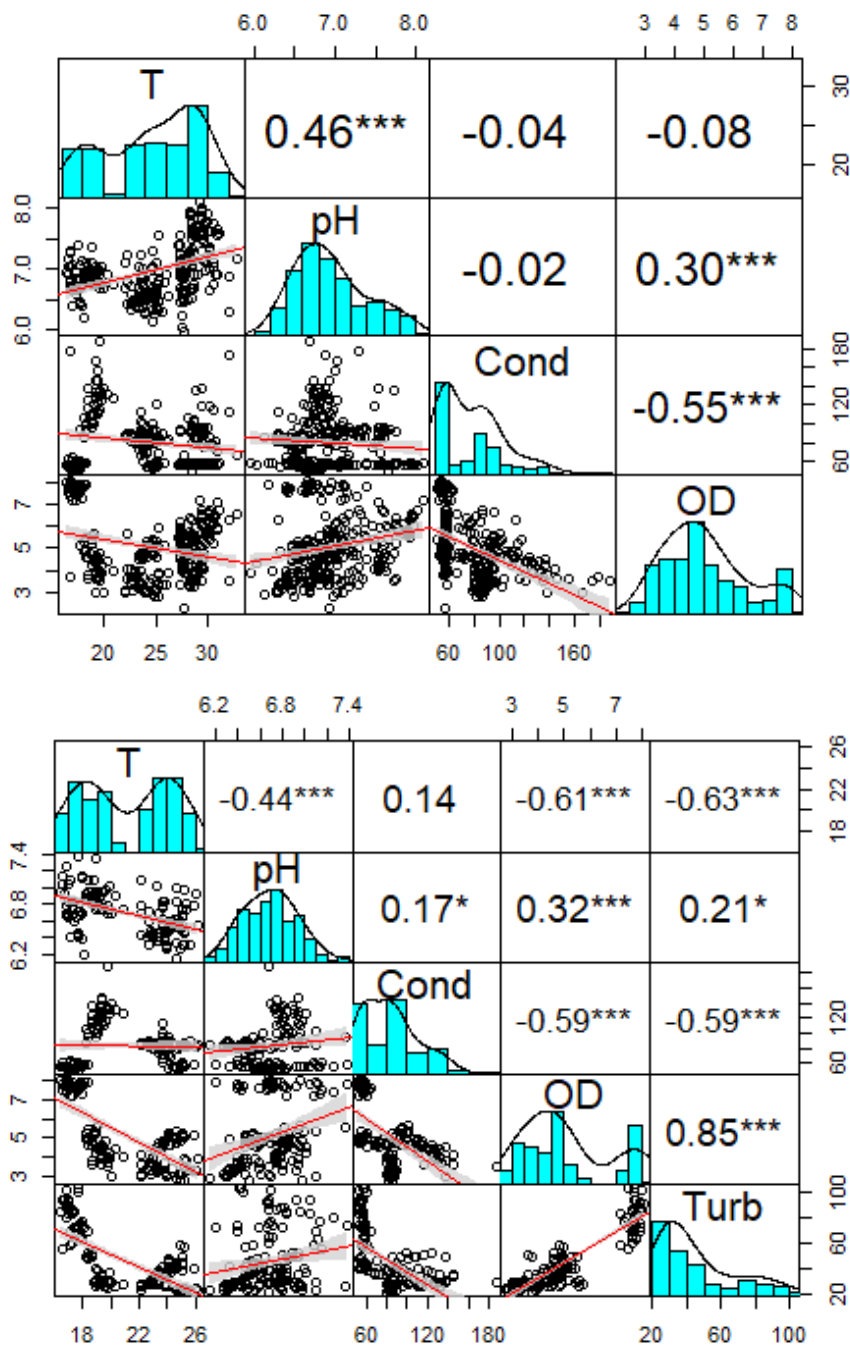 6.0 7.0 8.0 3 4 5 6 7 8
T 0.46*** -0.04 -0.08 20 30
6.0 7.0 8.0 pH -0.02 0.30***
Cond -0.55*** 60 120 180
3 5 7 OD
20 25 30 60 100 160
6.2 6.8 7.4 3 5 7
T -0.44*** 0.14 -0.61*** -0.63*** 18 22 26
6.2 6.8 7.4 pH 0.17* 0.32*** 0.21*
Cond -0.59*** -0.59*** 60 120
3 5 7 OD 0.85***
Turb 20 60 100
18 22 26 60 120 180 20 60 100